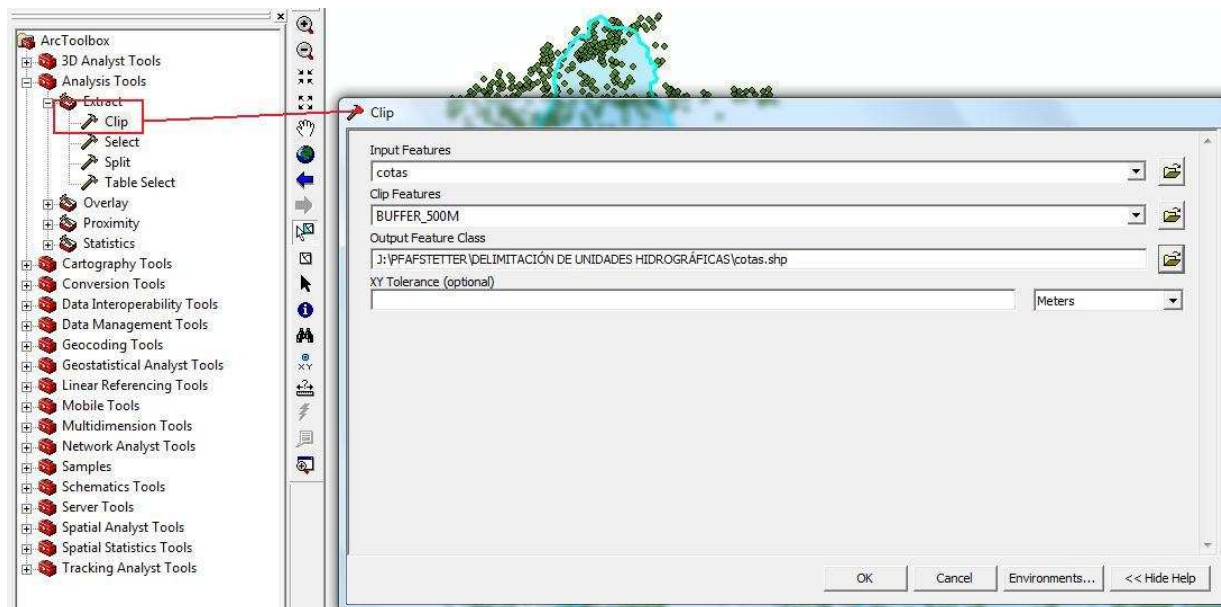 ArcToolbox
3D Analyst Tools
Analysis Tools
Extract
Clip
Select
Split
Table Select
Overlay
Proximity
Statistics
Cartography Tools
Conversion Tools
Data Interoperability Tools
Data Management Tools
Geocoding Tools
Geostatistical Analyst Tools
Linear Referencing Tools
Mobile Tools
Multidimension Tools
Network Analyst Tools
Samples
Schematics Tools
Server Tools
Spatial Analyst Tools
Spatial Statistics Tools
Tracking Analyst Tools
XY
Clip
Input Features
cotas
Clip Features
BUFFER_500M
Output Feature Class
J:\PFAFSTETTER\DELIMITACIÓN DE UNIDADES HIDROGRÁFICAS\cotas.shp
XY Tolerance (optional)
Meters
OK
Cancel
Environments...
<< Hide Help